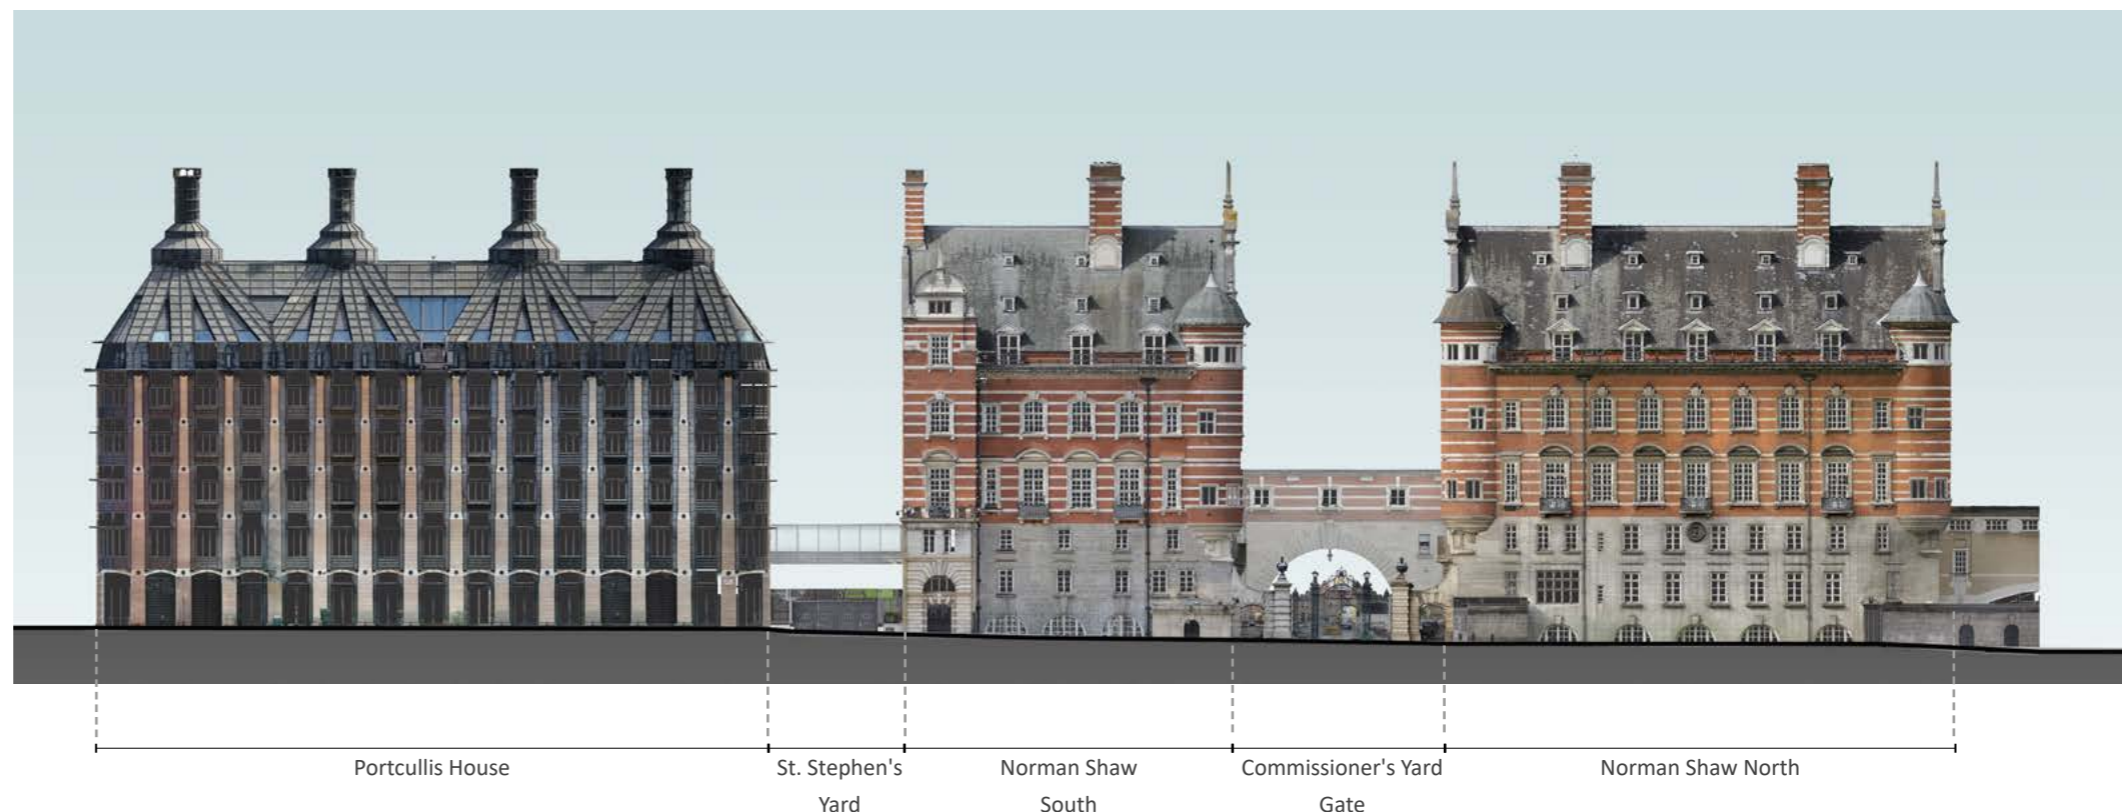 Portcullis House
St. Stephen's
Yard
Norman Shaw
South
Commissioner's Yard
Gate
Norman Shaw North